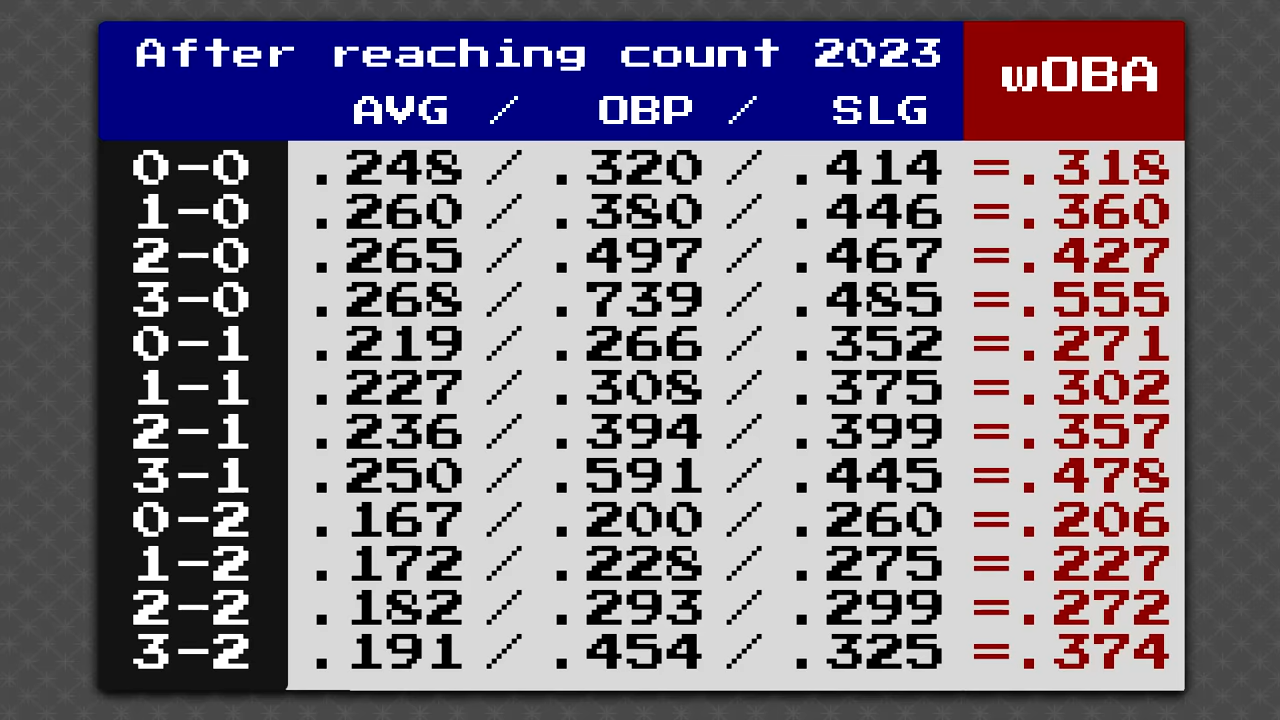 After reaching count 2023 wOBA
AVG / OBP / SLG
0-0 .248 / .320 / .414 =.318
1-0 .260 / .380 / .446 =.360
2-0 .265 / .497 / .467 =.427
3-0 .268 / .739 / .485 =.555
0-1 .219 / .266 / .352 =.271
1-1 .227 / .308 / .375 =.302
2-1 .236 / .394 / .399 =.357
3-1 .250 / .591 / .445 =.478
0-2 .167 / .200 / .260 =.206
1-2 .172 / .228 / .275 =.227
2-2 .182 / .293 / .299 =.272
3-2 .191 / .454 / .325 =.374